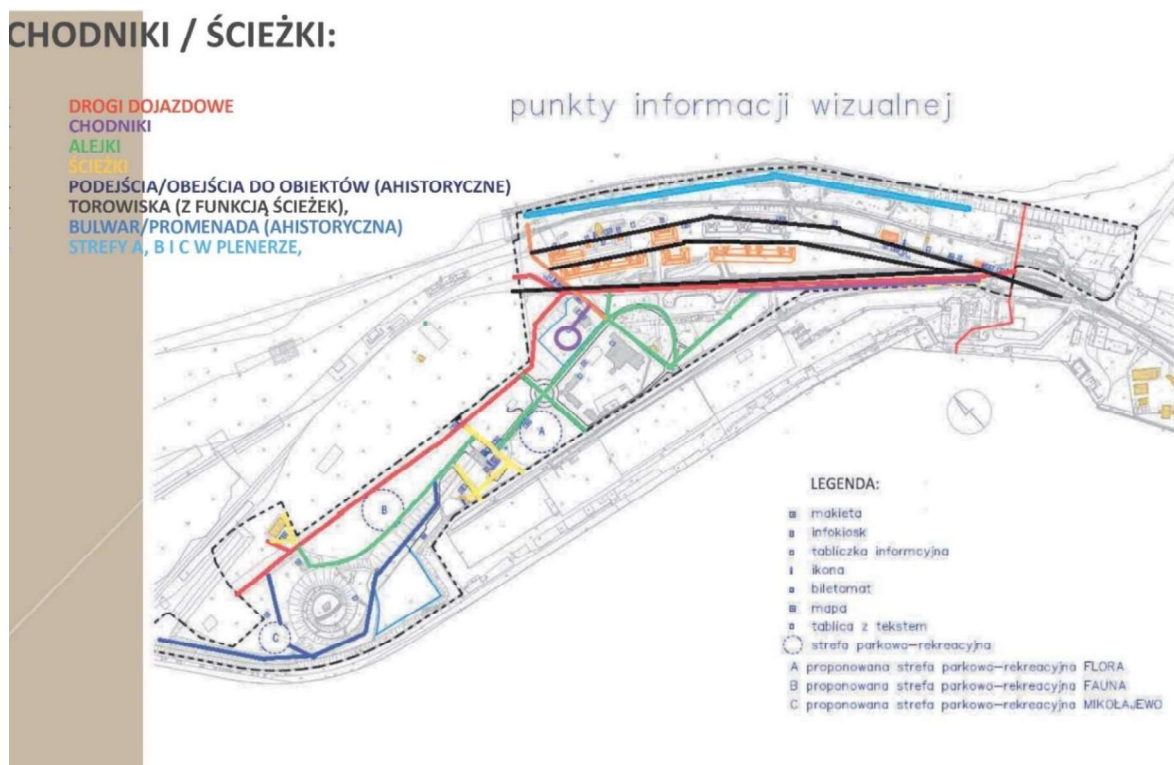 CHODNIKI / ŚCIEŻKI:
DROGI DOJAZDOWE
CHODNIKI
ALEJKI
ŚCIEŻKI
PODEJŚCIA/OBEJŚCIA DO OBIEKTÓW (AHISTORYCZNE)
TOROWISKA (Z FUNKCJĄ ŚCIEŻEK),
BULWAR/PROMENADA (AHISTORYCZNA)
STREFY A, B I C W PLENERZE,
punkty informacji wizualnej
A
B
C
LEGENDA:
makieta
infokiosk
tabliczka informcyjna
ikona
biletomat
mapa
tablica z tekstem
strefa parkowo-rekreacyjna
A proponowana strefa parkowo-rekreacyjna FLORA
B proponowana strefa parkowo-rekreacyjna FAUNA
C proponowana strefa parkowo-rekreacyjna MIKOŁAJEWO